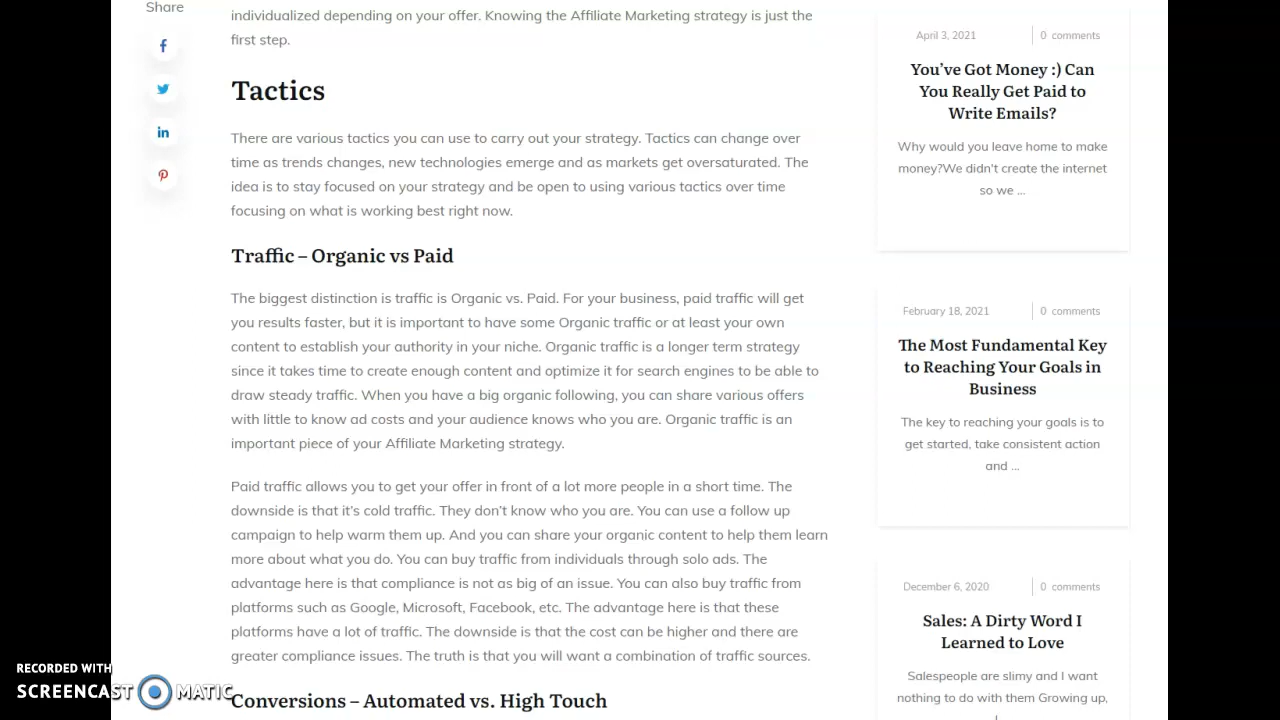 Share
individualized depending on your offer. Knowing the Affiliate Marketing strategy is just the
first step.
Tactics
There are various tactics you can use to carry out your strategy. Tactics can change over
time as trends changes, new technologies emerge and as markets get oversaturated. The
idea is to stay focused on your strategy and be open to using various tactics over time
focusing on what is working best right now.
Traffic – Organic vs Paid
The biggest distinction is traffic is Organic vs. Paid. For your business, paid traffic will get
you results faster, but it is important to have some Organic traffic or at least your own
content to establish your authority in your niche. Organic traffic is a longer term strategy
since it takes time to create enough content and optimize it for search engines to be able to
draw steady traffic. When you have a big organic following, you can share various offers
with little to know ad costs and your audience knows who you are. Organic traffic is an
important piece of your Affiliate Marketing strategy.
Paid traffic allows you to get your offer in front of a lot more people in a short time. The
downside is that it's cold traffic. They don't know who you are. You can use a follow up
campaign to help warm them up. And you can share your organic content to help them learn
more about what you do. You can buy traffic from individuals through solo ads. The
advantage here is that compliance is not as big of an issue. You can also buy traffic from
platforms such as Google, Microsoft, Facebook, etc. The advantage here is that these
platforms have a lot of traffic. The downside is that the cost can be higher and there are
greater compliance issues. The truth is that you will want a combination of traffic sources.
Conversions – Automated vs. High Touch
April 3, 2021 0 comments
You've Got Money :) Can
You Really Get Paid to
Write Emails?
Why would you leave home to make
money?We didn't create the internet
so we ...
February 18, 2021 0 comments
The Most Fundamental Key
to Reaching Your Goals in
Business
The key to reaching your goals is to
get started, take consistent action
and ...
December 6, 2020 0 comments
Sales: A Dirty Word I
Learned to Love
Salespeople are slimy and I want
nothing to do with them Growing up,
RECORDED WITH
SCREENCAST MATIC